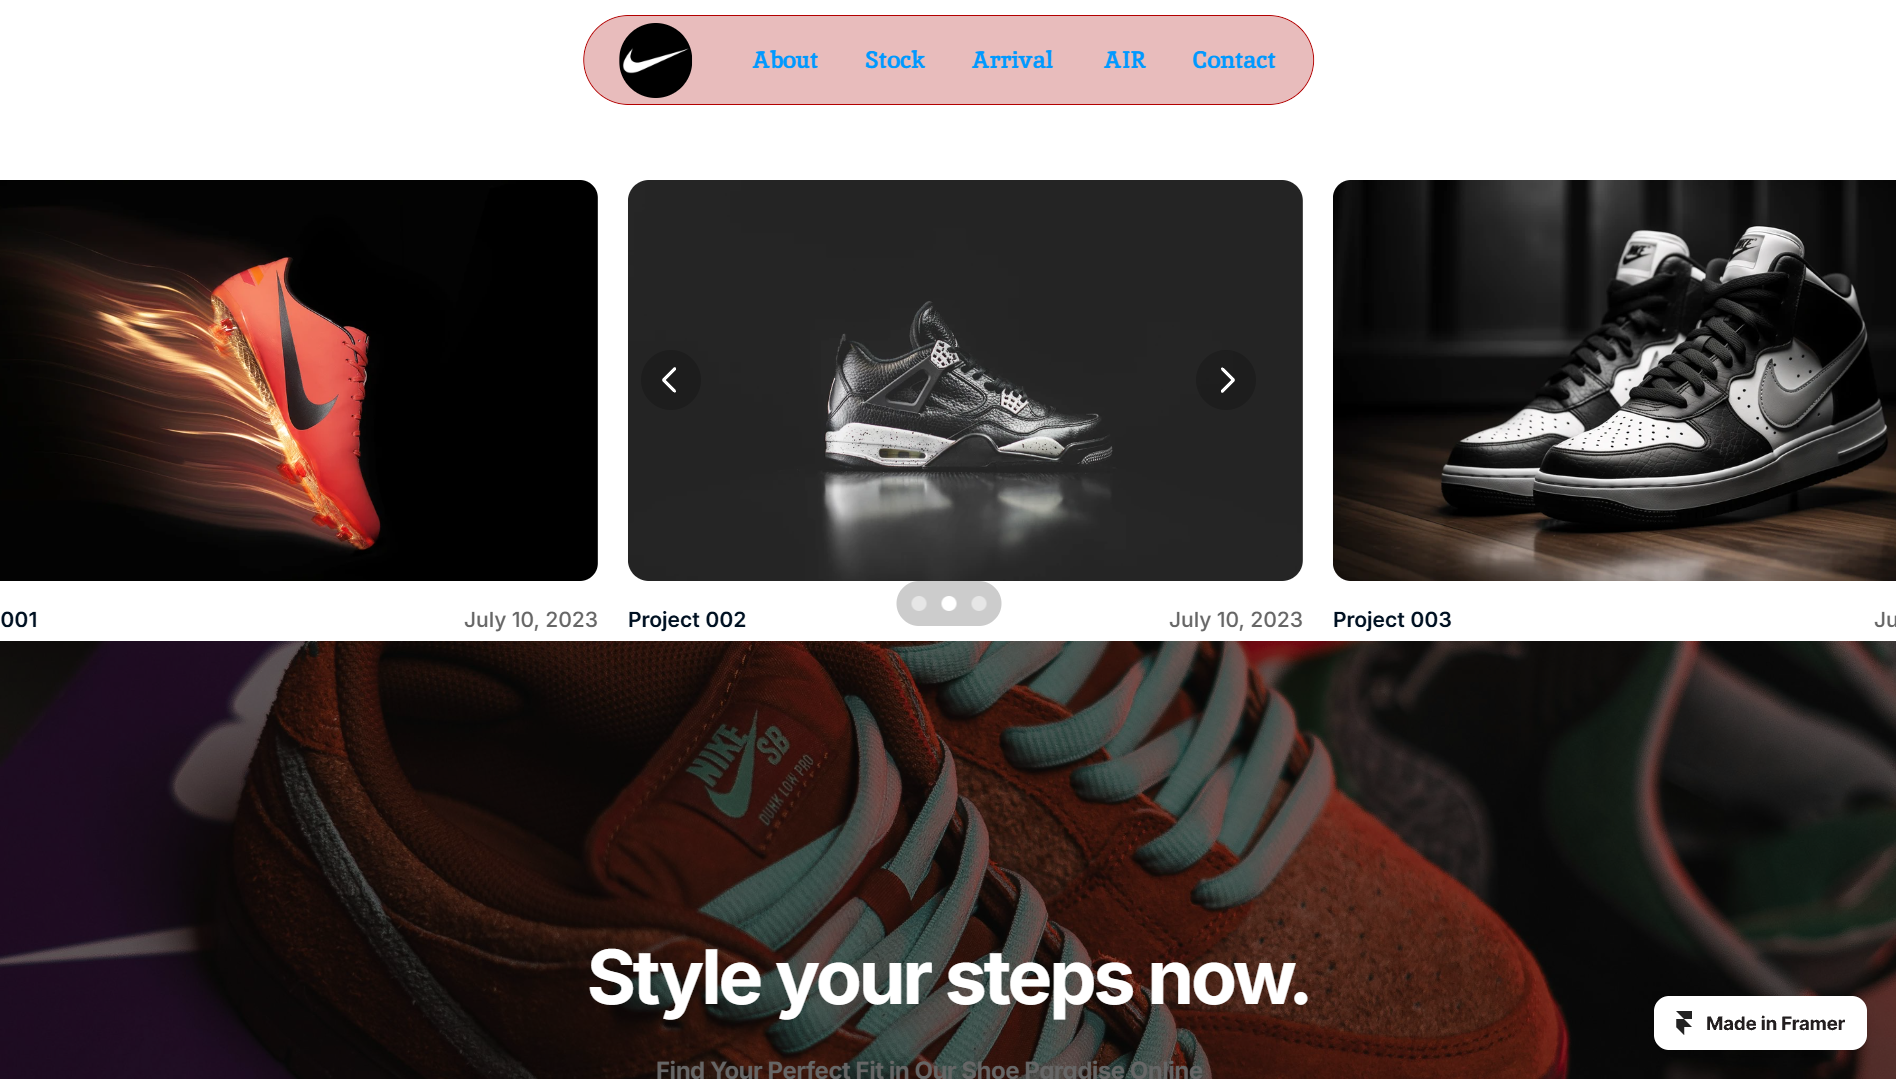 About Stock Arrival AIR Contact
001 July 10, 2023 Project 002 July 10, 2023 Project 003 Ju
NIKE SB
DUNK LOW PRO
Style your steps now.
Find Your Perfect Fit in Our Shoe Paradise Online
Made in Framer